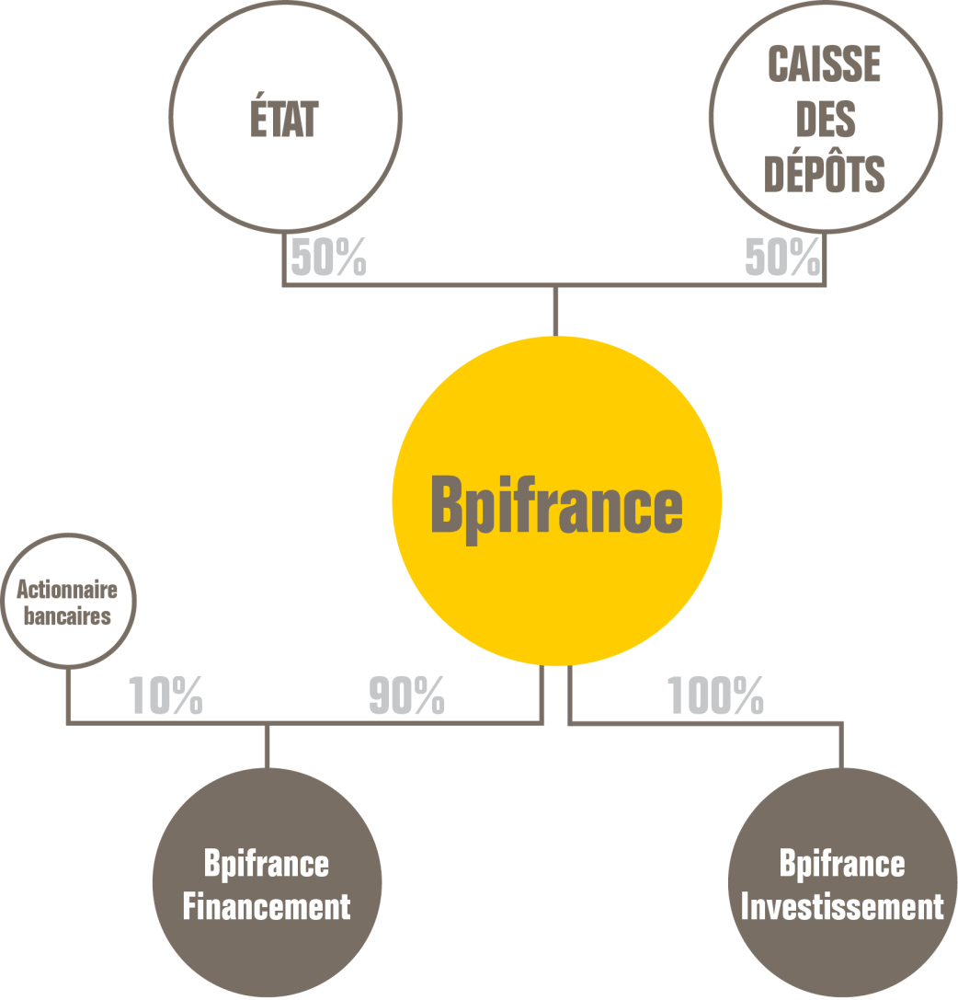 ÉTAT
CAISSE
DES
DÉPÔTS
50%
50%
Bpifrance
Actionnaire
bancaires
10%
90%
100%
Bpifrance
Financement
Bpifrance
Investissement